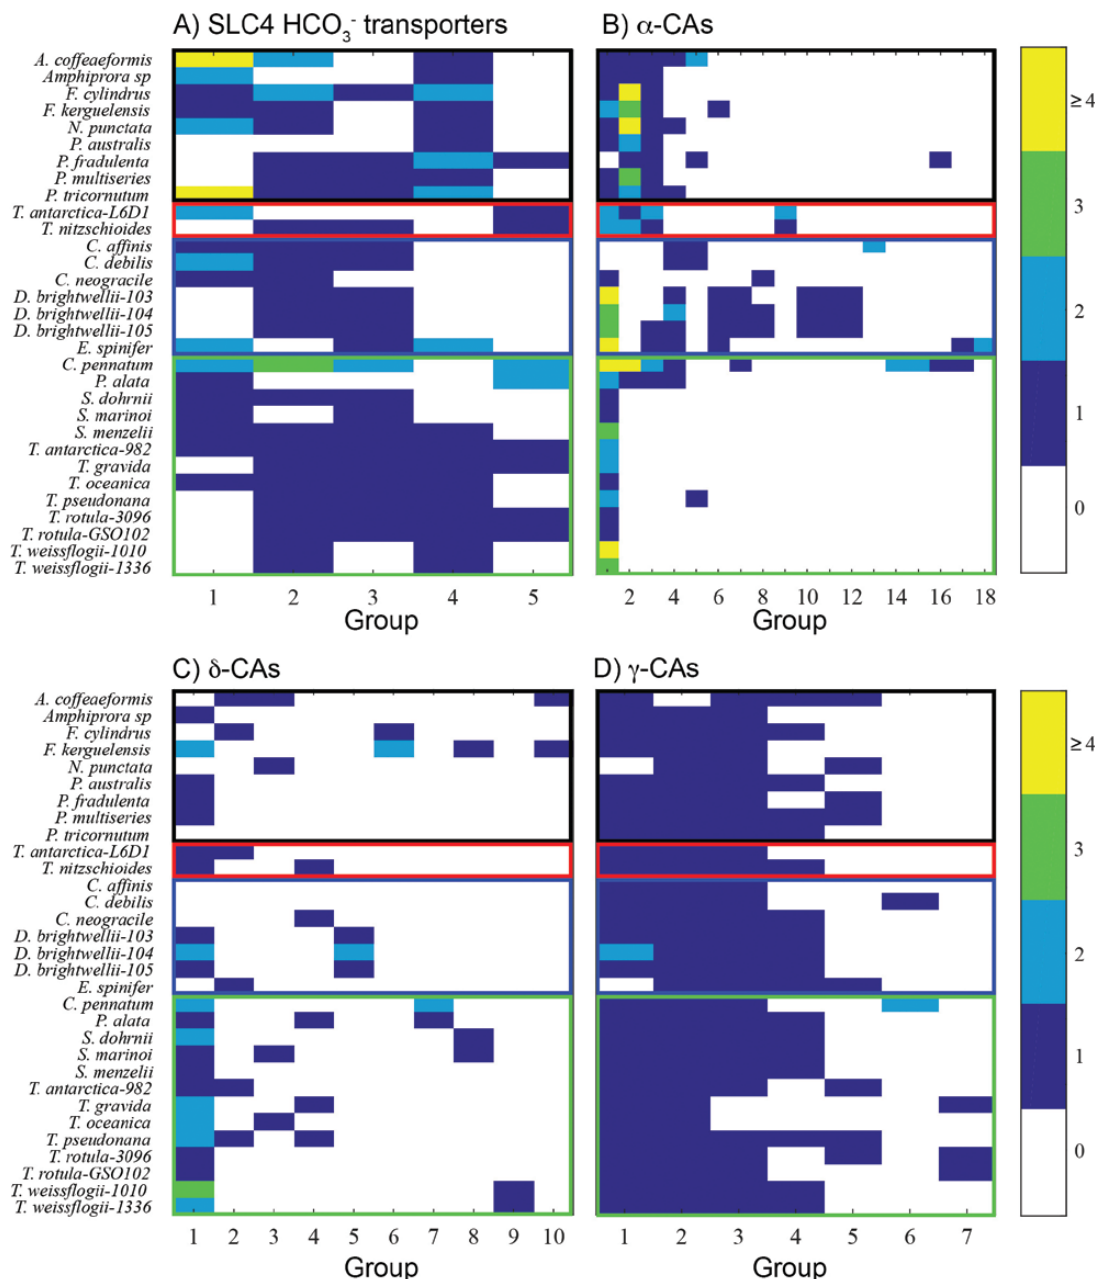 A) SLC4 HCO₃⁻ transporters
B) α-CAs
A. coffeaeformis
Amphiprora sp
F. cylindrus
F. kerguelensis
N. punctata
P. australis
P. fradulenta
P. multiseries
P. tricornutum
T. antarctica-L6D1
T. nitzschioides
C. affinis
C. debilis
C. neogracile
D. brightwellii-103
D. brightwellii-104
D. brightwellii-105
E. spinifer
C. pennatum
P. alata
S. dohrnii
S. marinoi
S. menzelii
T. antarctica-982
T. gravida
T. oceanica
T. pseudonana
T. rotula-3096
T. rotula-GSO102
T. weissflogii-1010
T. weissflogii-1336
1 2 3 4 5
Group
2 4 6 8 10 12 14 16 18
Group
≥4
3
2
1
0
C) δ-CAs
D) γ-CAs
A. coffeaeformis
Amphiprora sp
F. cylindrus
F. kerguelensis
N. punctata
P. australis
P. fradulenta
P. multiseries
P. tricornutum
T. antarctica-L6D1
T. nitzschioides
C. affinis
C. debilis
C. neogracile
D. brightwellii-103
D. brightwellii-104
D. brightwellii-105
E. spinifer
C. pennatum
P. alata
S. dohrnii
S. marinoi
S. menzelii
T. antarctica-982
T. gravida
T. oceanica
T. pseudonana
T. rotula-3096
T. rotula-GSO102
T. weissflogii-1010
T. weissflogii-1336
1 2 3 4 5 6 7 8 9 10
Group
1 2 3 4 5 6 7
Group
≥4
3
2
1
0